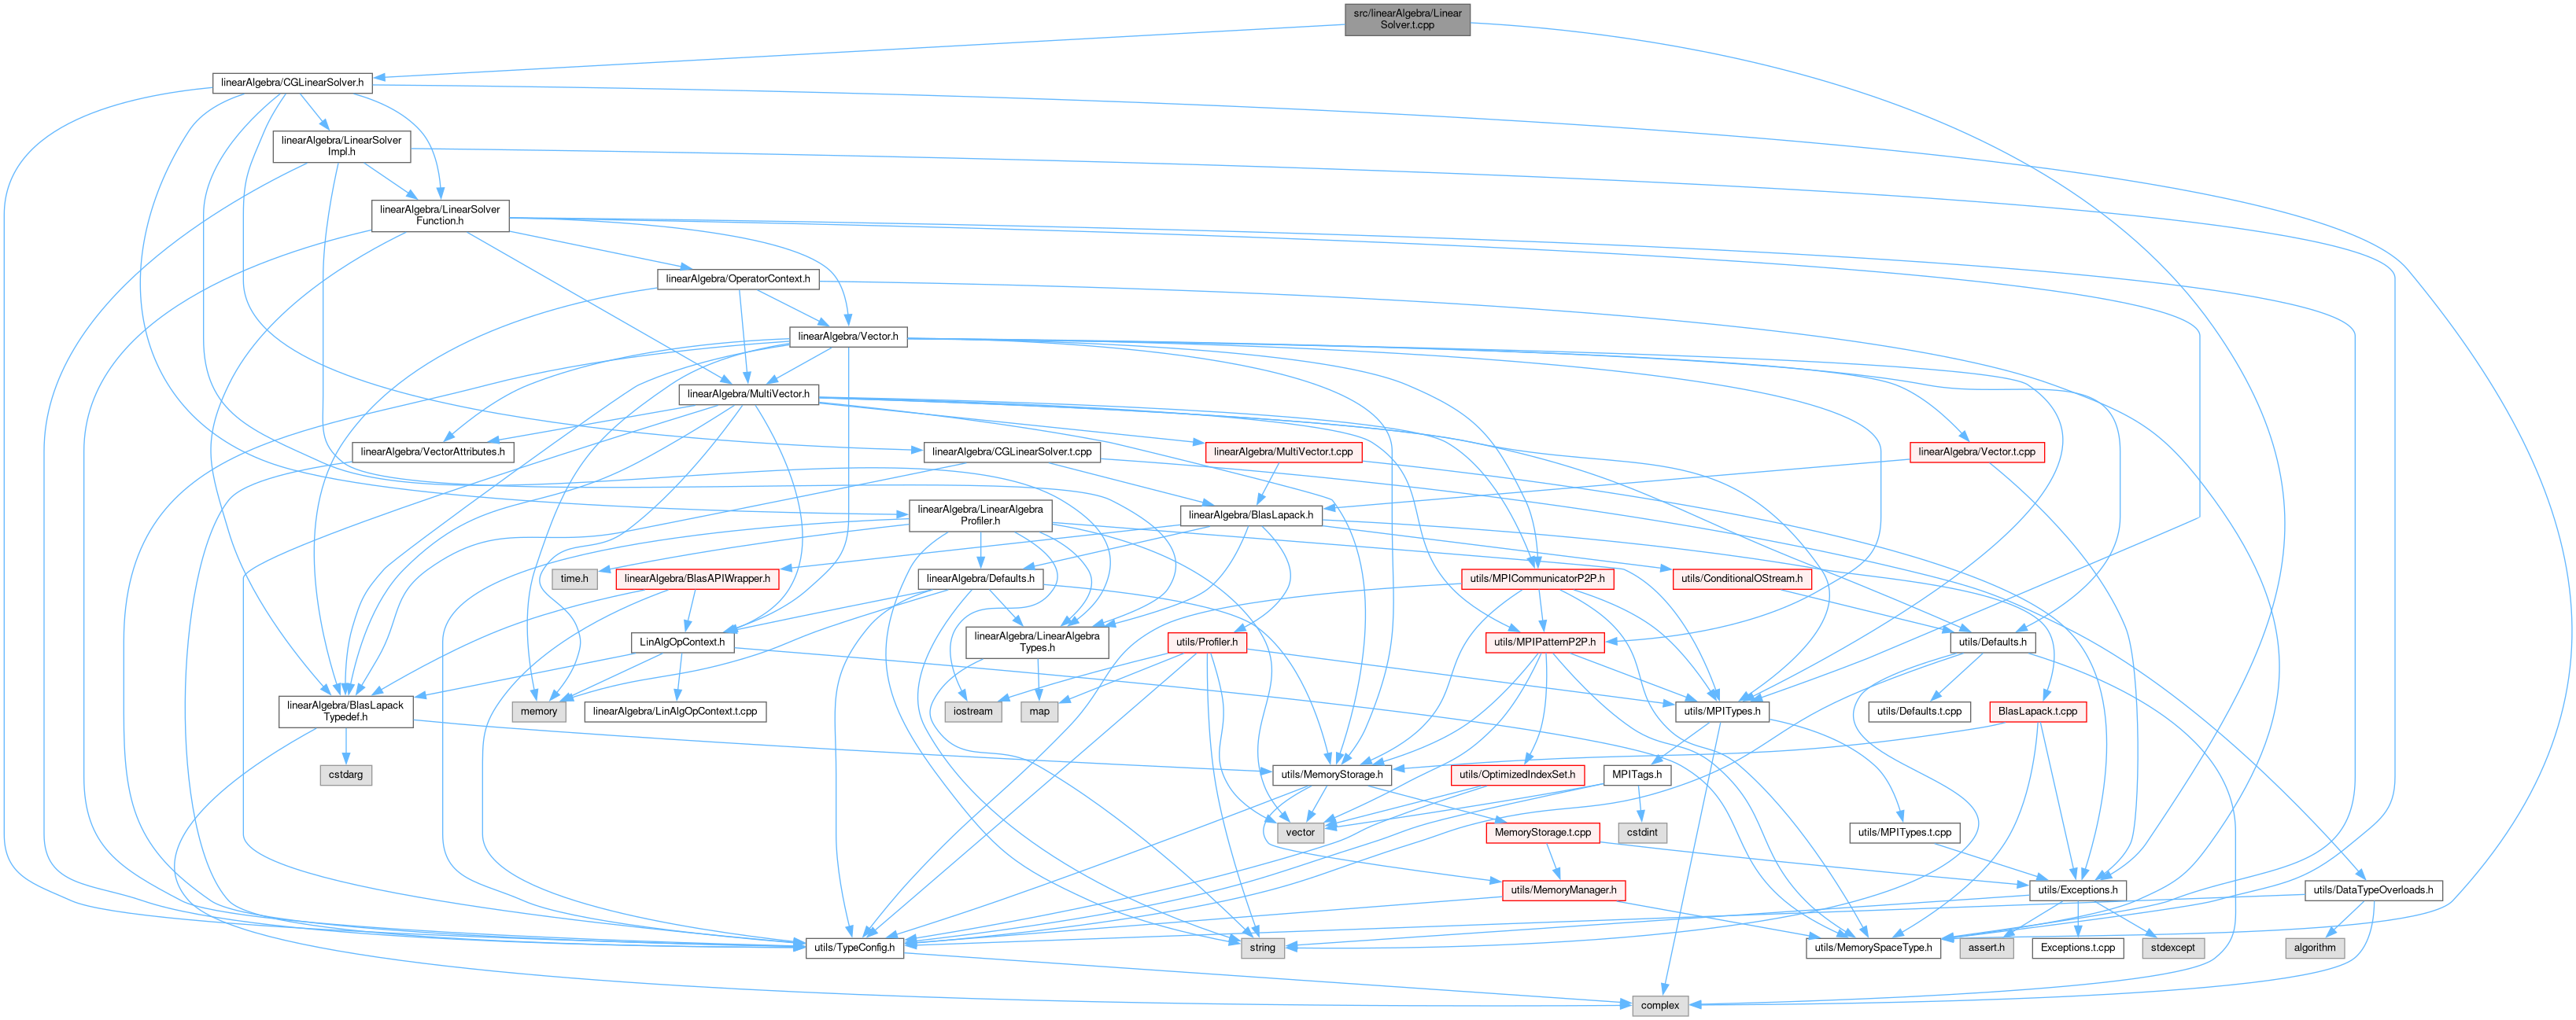 src/linearAlgebra/Linear
Solver.t.cpp
linearAlgebra/CGLinearSolver.h
linearAlgebra/LinearSolver
Impl.h
linearAlgebra/LinearSolver
Function.h
linearAlgebra/OperatorContext.h
linearAlgebra/Vector.h
linearAlgebra/MultiVector.h
linearAlgebra/VectorAttributes.h
linearAlgebra/CGLinearSolver.t.cpp
linearAlgebra/MultiVector.t.cpp
linearAlgebra/Vector.t.cpp
linearAlgebra/LinearAlgebra
Profiler.h
linearAlgebra/BlasLapack.h
time.h
linearAlgebra/BlasAPIWrapper.h
linearAlgebra/Defaults.h
utils/MPICommunicatorP2P.h
utils/ConditionalOStream.h
LinAlgOpContext.h
linearAlgebra/LinearAlgebra
Types.h
utils/Profiler.h
utils/MPIPatternP2P.h
utils/Defaults.h
linearAlgebra/BlasLapack
Typedef.h
memory
linearAlgebra/LinAlgOpContext.t.cpp
iostream
map
utils/MPITypes.h
utils/Defaults.t.cpp
BlasLapack.t.cpp
cstdarg
utils/MemoryStorage.h
utils/OptimizedIndexSet.h
MPITags.h
vector
MemoryStorage.t.cpp
cstdint
utils/MPITypes.t.cpp
utils/MemoryManager.h
utils/Exceptions.h
utils/DataTypeOverloads.h
utils/TypeConfig.h
string
utils/MemorySpaceType.h
assert.h
Exceptions.t.cpp
stdexcept
algorithm
complex